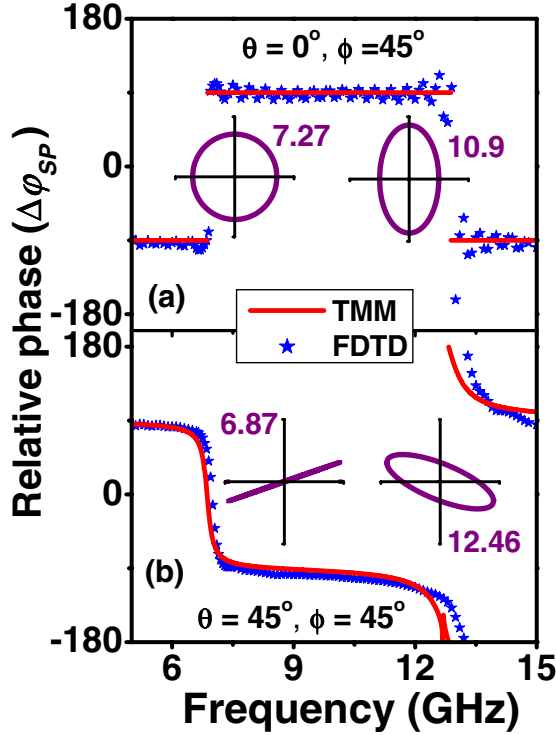 180
θ = 0°, ϕ =45°
7.27
10.9
0
(a)
-180
Relative phase (Δφ_SP)
TMM
FDTD
180
6.87
0
12.46
(b)
θ = 45°, ϕ = 45°
-180
6 9 12 15
Frequency (GHz)